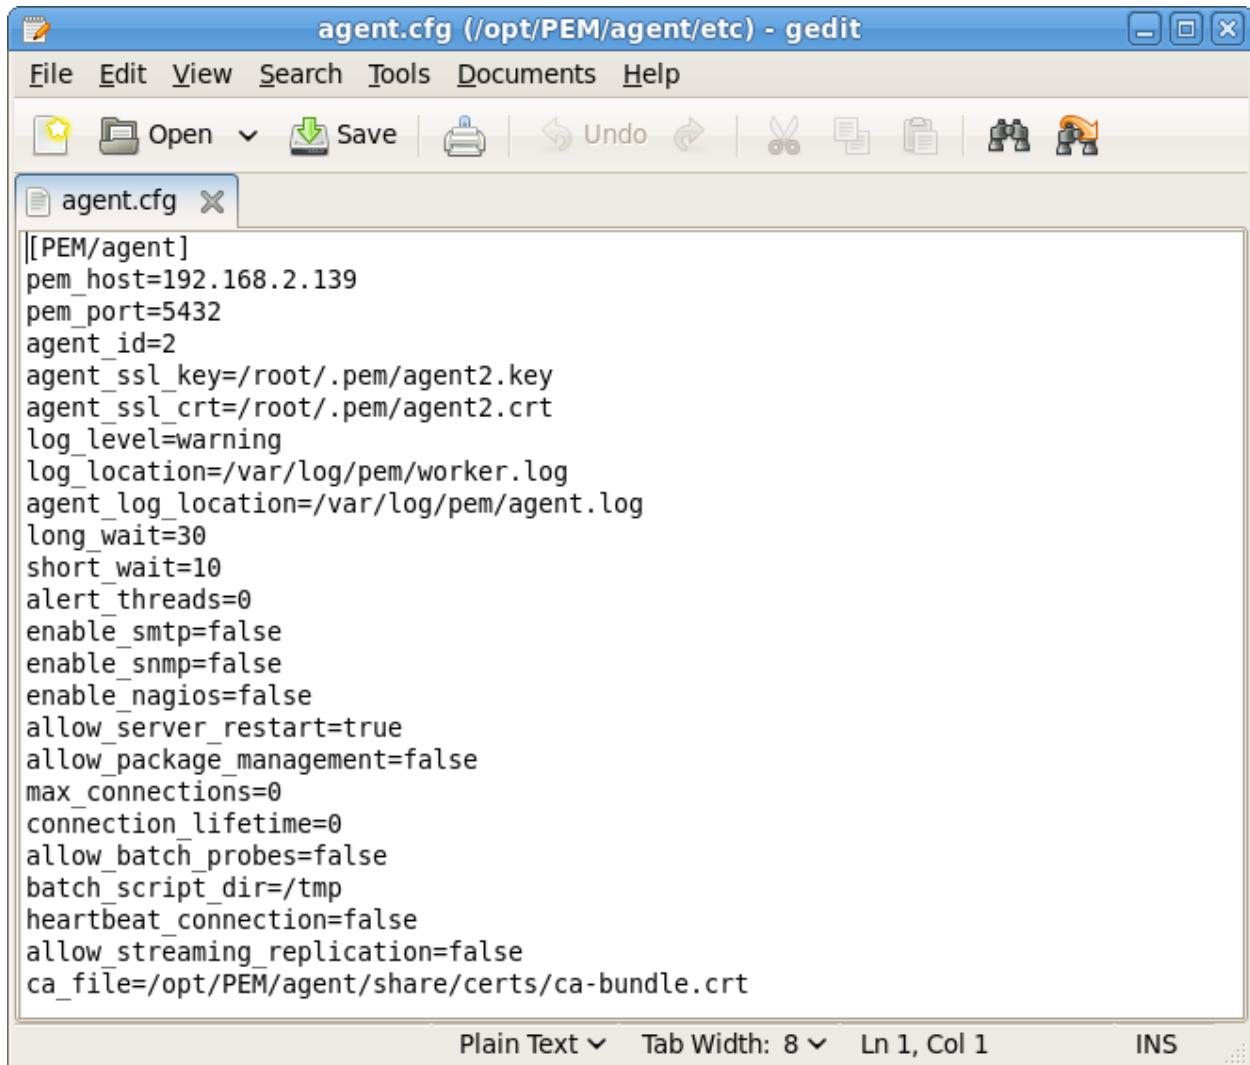 agent.cfg (/opt/PEM/agent/etc) - gedit
File Edit View Search Tools Documents Help
Open Save Undo
agent.cfg
[PEM/agent]
pem_host=192.168.2.139
pem_port=5432
agent_id=2
agent_ssl_key=/root/.pem/agent2.key
agent_ssl_crt=/root/.pem/agent2.crt
log_level=warning
log_location=/var/log/pem/worker.log
agent_log_location=/var/log/pem/agent.log
long_wait=30
short_wait=10
alert_threads=0
enable_smtp=false
enable_snmp=false
enable_nagios=false
allow_server_restart=true
allow_package_management=false
max_connections=0
connection_lifetime=0
allow_batch_probes=false
batch_script_dir=/tmp
heartbeat_connection=false
allow_streaming_replication=false
ca_file=/opt/PEM/agent/share/certs/ca-bundle.crt
Plain Text Tab Width: 8 Ln 1, Col 1 INS